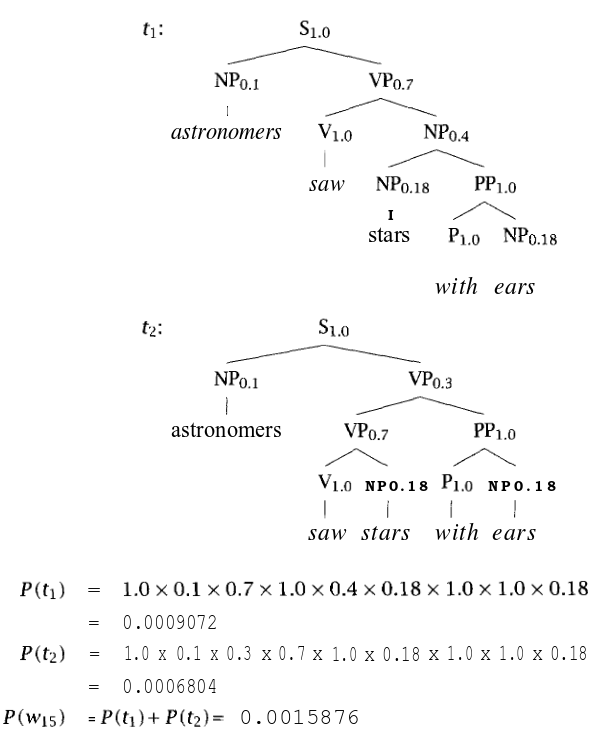 t1: S1.0
NP0.1 VP0.7
astronomers V1.0 NP0.4
saw NP0.18 PP1.0
stars P1.0 NP0.18
with ears
t2: S1.0
NP0.1 VP0.3
astronomers VP0.7 PP1.0
V1.0 NP0.18 P1.0 NP0.18
saw stars with ears
P(t1) = 1.0 × 0.1 × 0.7 × 1.0 × 0.4 × 0.18 × 1.0 × 1.0 × 0.18
= 0.0009072
P(t2) = 1.0 x 0.1 x 0.3 x 0.7 x 1.0 x 0.18 x 1.0 x 1.0 x 0.18
= 0.0006804
P(w15) = P(t1) + P(t2) = 0.0015876